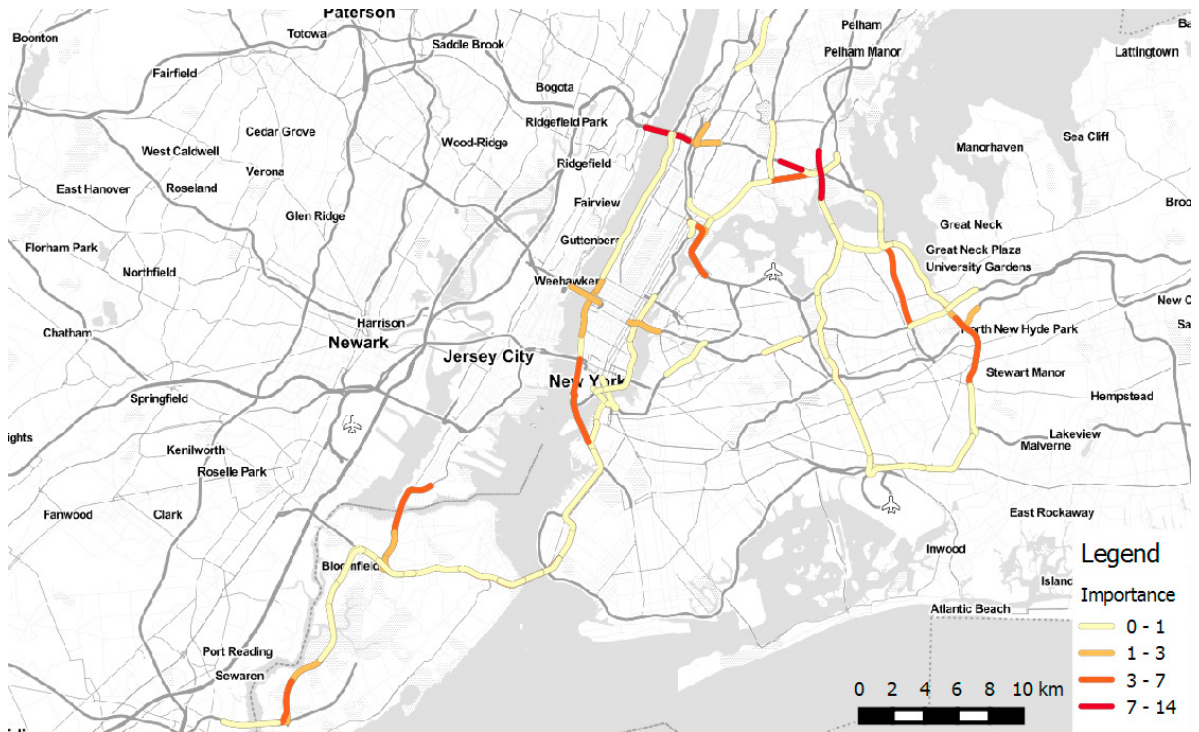 Paterson
Boonton
Totowa
Saddle Brook
Pelham
Pelham Manor
Lattingtown
Fairfield
Bogota
Ridgefield Park
Cedar Grove
Wood-Ridge
Sea Cliff
West Caldwell
Verona
Ridgefield
Manorhaven
East Hanover
Roseland
Glen Ridge
Fairview
Great Neck
Florham Park
Guttenberg
Great Neck Plaza
Northfield
University Gardens
Weehawken
Harrison
Chatham
Newark
North New Hyde Park
Jersey City
New York
Stewart Manor
Springfield
Hempstead
Kenilworth
Lakeview
Roselle Park
Malverne
Fanwood
Clark
East Rockaway
Inwood
Bloomfield
Atlantic Beach
Port Reading
Sewaren
Legend
Importance
0 - 1
1 - 3
3 - 7
7 - 14
0 2 4 6 8 10 km